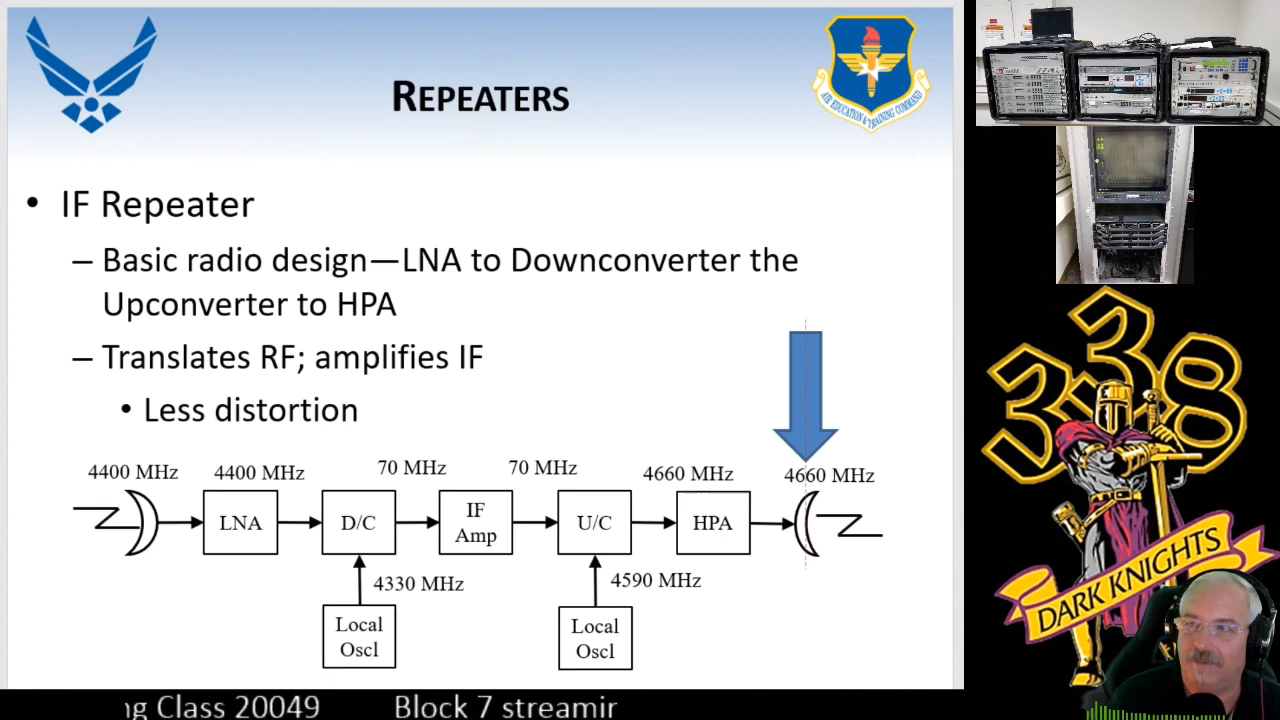 REPEATERS
AIR EDUCATION & TRAINING COMMAND
• IF Repeater
– Basic radio design—LNA to Downconverter the
Upconverter to HPA
– Translates RF; amplifies IF
• Less distortion
4400 MHz
4400 MHz
70 MHz
70 MHz
4660 MHz
4660 MHz
LNA
D/C
IF
Amp
U/C
HPA
4330 MHz
4590 MHz
Local
Oscl
Local
Oscl
338
DARK KNIGHTS
ng Class 20049 Block 7 streamir